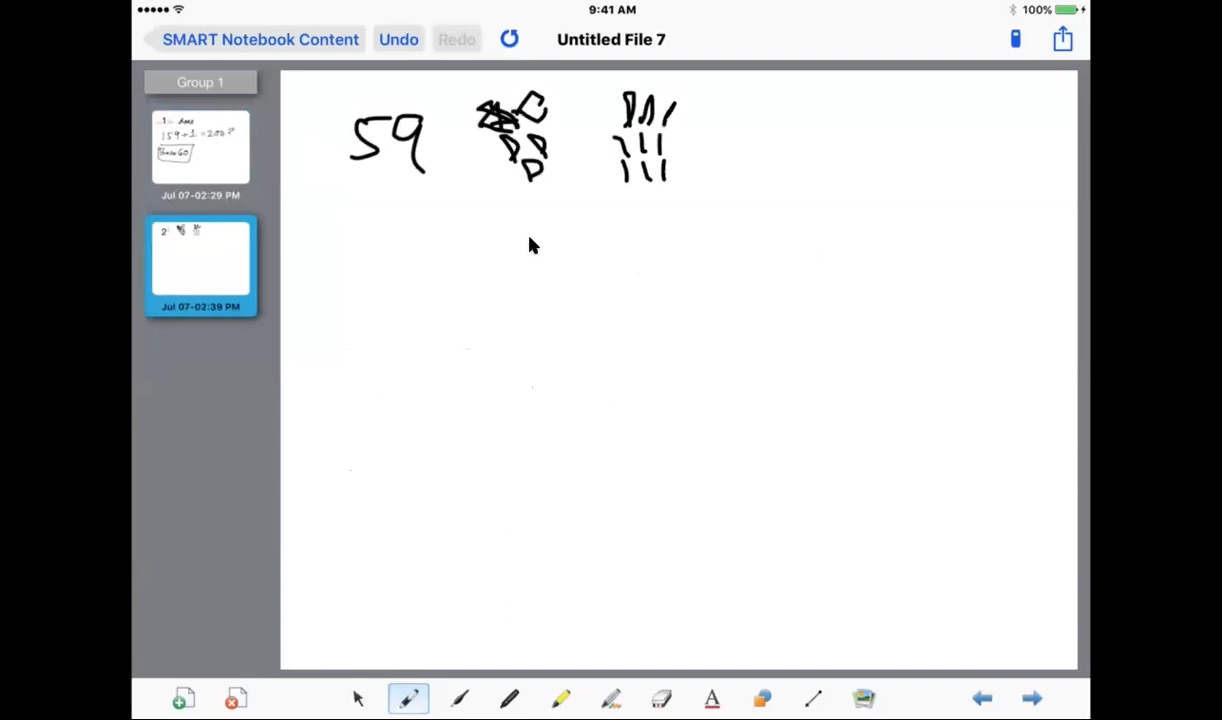 9:41 AM
100%
SMART Notebook Content
Undo
Redo
Untitled File 7
Group 1
59
Jul 07-02:29 PM
2
Jul 07-02:39 PM
A